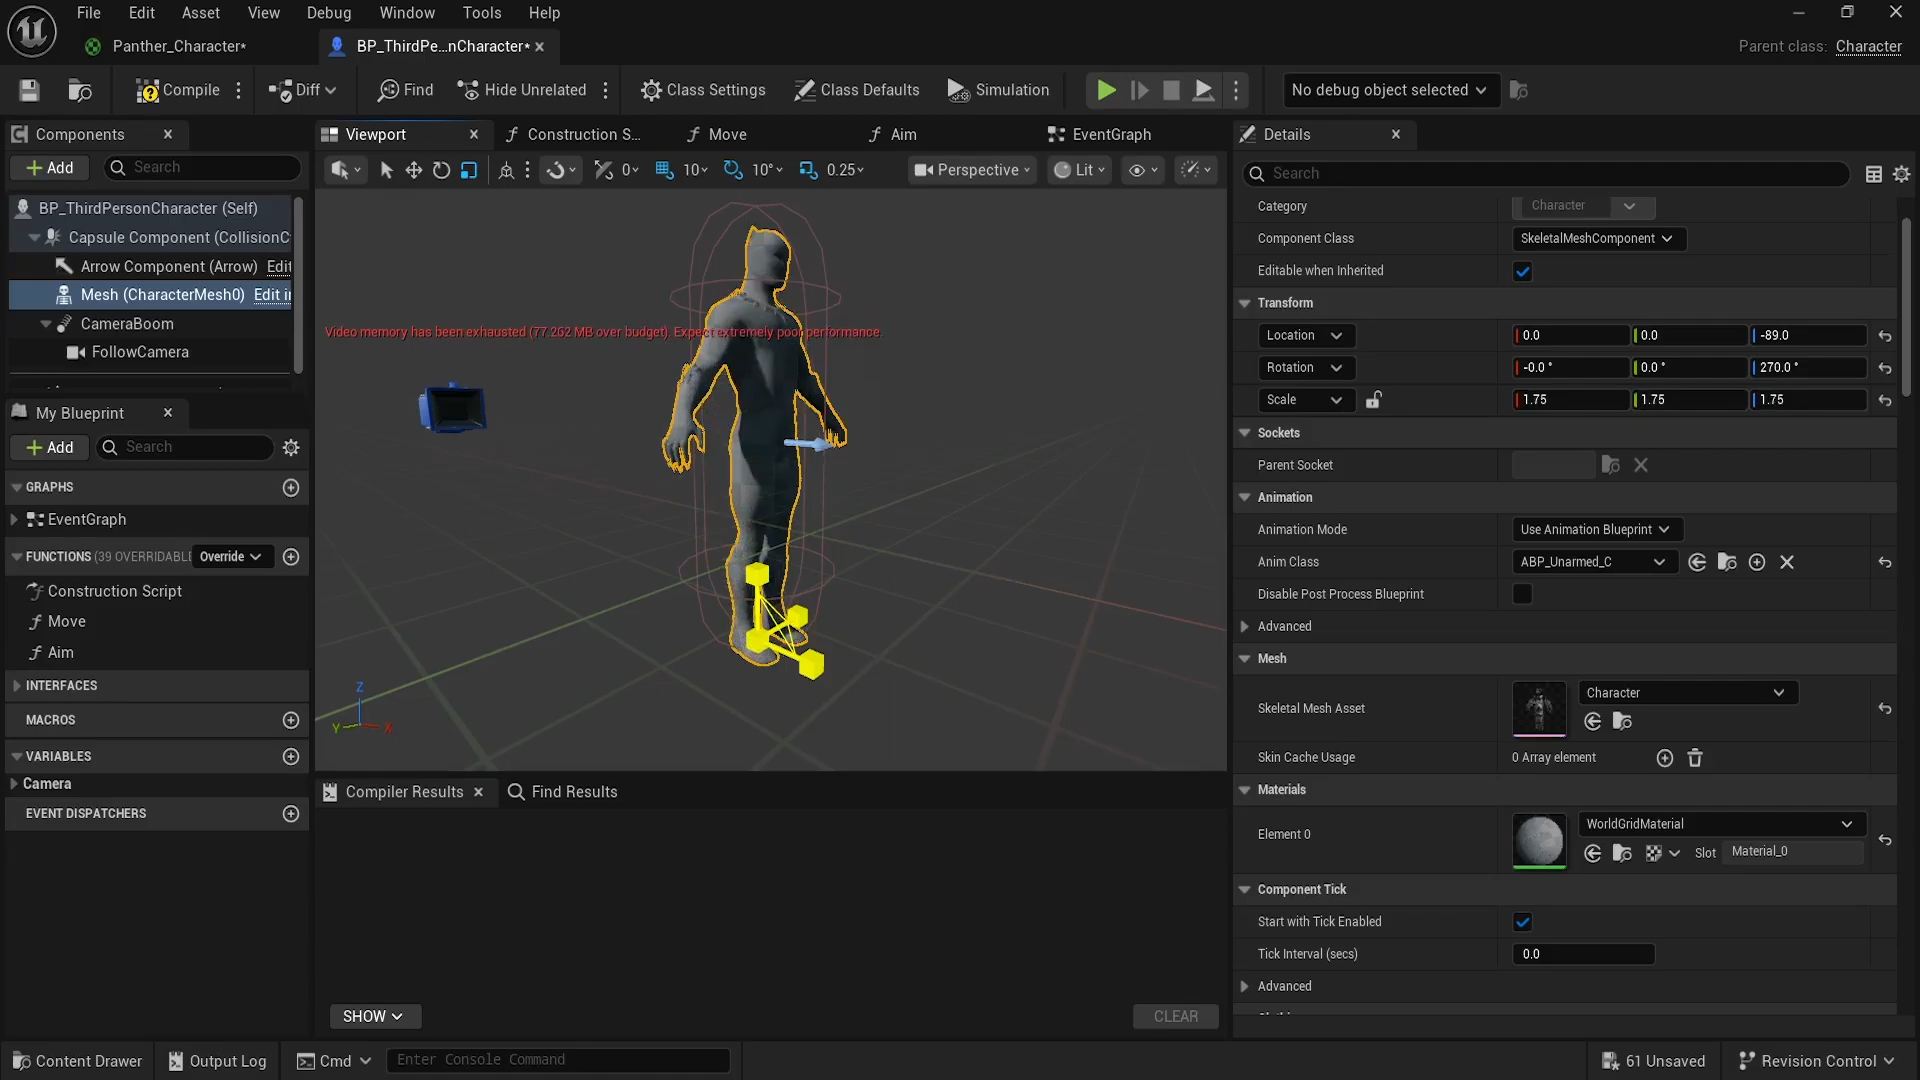 File Edit Asset View Debug Window Tools Help
Panther_Character* BP_ThirdPe...nCharacter* Parent class: Character
Compile Diff Find Hide Unrelated Class Settings Class Defaults Simulation No debug object selected
Components Viewport Construction S... Move Aim EventGraph Details
Add Search 0 10 10° 0.25 Perspective Lit Search
BP_ThirdPersonCharacter (Self)
Capsule Component (CollisionC
Arrow Component (Arrow) Edit
Mesh (CharacterMesh0) Edit i
CameraBoom
FollowCamera
My Blueprint
Add Search
GRAPHS
EventGraph
FUNCTIONS (39 OVERRIDABLE Override
Construction Script
Move
Aim
INTERFACES
MACROS
VARIABLES
Camera
EVENT DISPATCHERS
Video memory has been exhausted (77.262 MB over budget). Expect extremely poor performance.
Z
Y X
Compiler Results Find Results
SHOW CLEAR
Category Character
Component Class SkeletalMeshComponent
Editable when Inherited
Transform
Location 0.0 0.0 -89.0
Rotation -0.0 ° 0.0 ° 270.0 °
Scale 1.75 1.75 1.75
Sockets
Parent Socket
Animation
Animation Mode Use Animation Blueprint
Anim Class ABP_Unarmed_C
Disable Post Process Blueprint
Advanced
Mesh
Skeletal Mesh Asset Character
Skin Cache Usage 0 Array element
Materials
Element 0 WorldGridMaterial
Slot Material_0
Component Tick
Start with Tick Enabled
Tick Interval (secs) 0.0
Advanced
Content Drawer Output Log Cmd Enter Console Command 61 Unsaved Revision Control